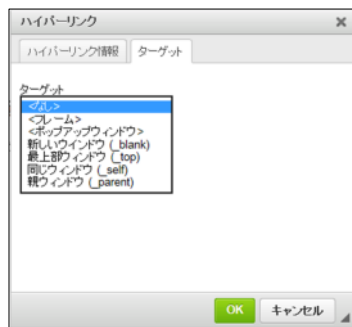 ハイパーリンク
ハイパーリンク情報 ターゲット
ターゲット
<なし>
<フレーム>
<ポップアップウィンドウ>
新しいウインドウ (_blank)
最上部ウィンドウ (_top)
同じウィンドウ (_self)
親ウィンドウ (_parent)
OK キャンセル